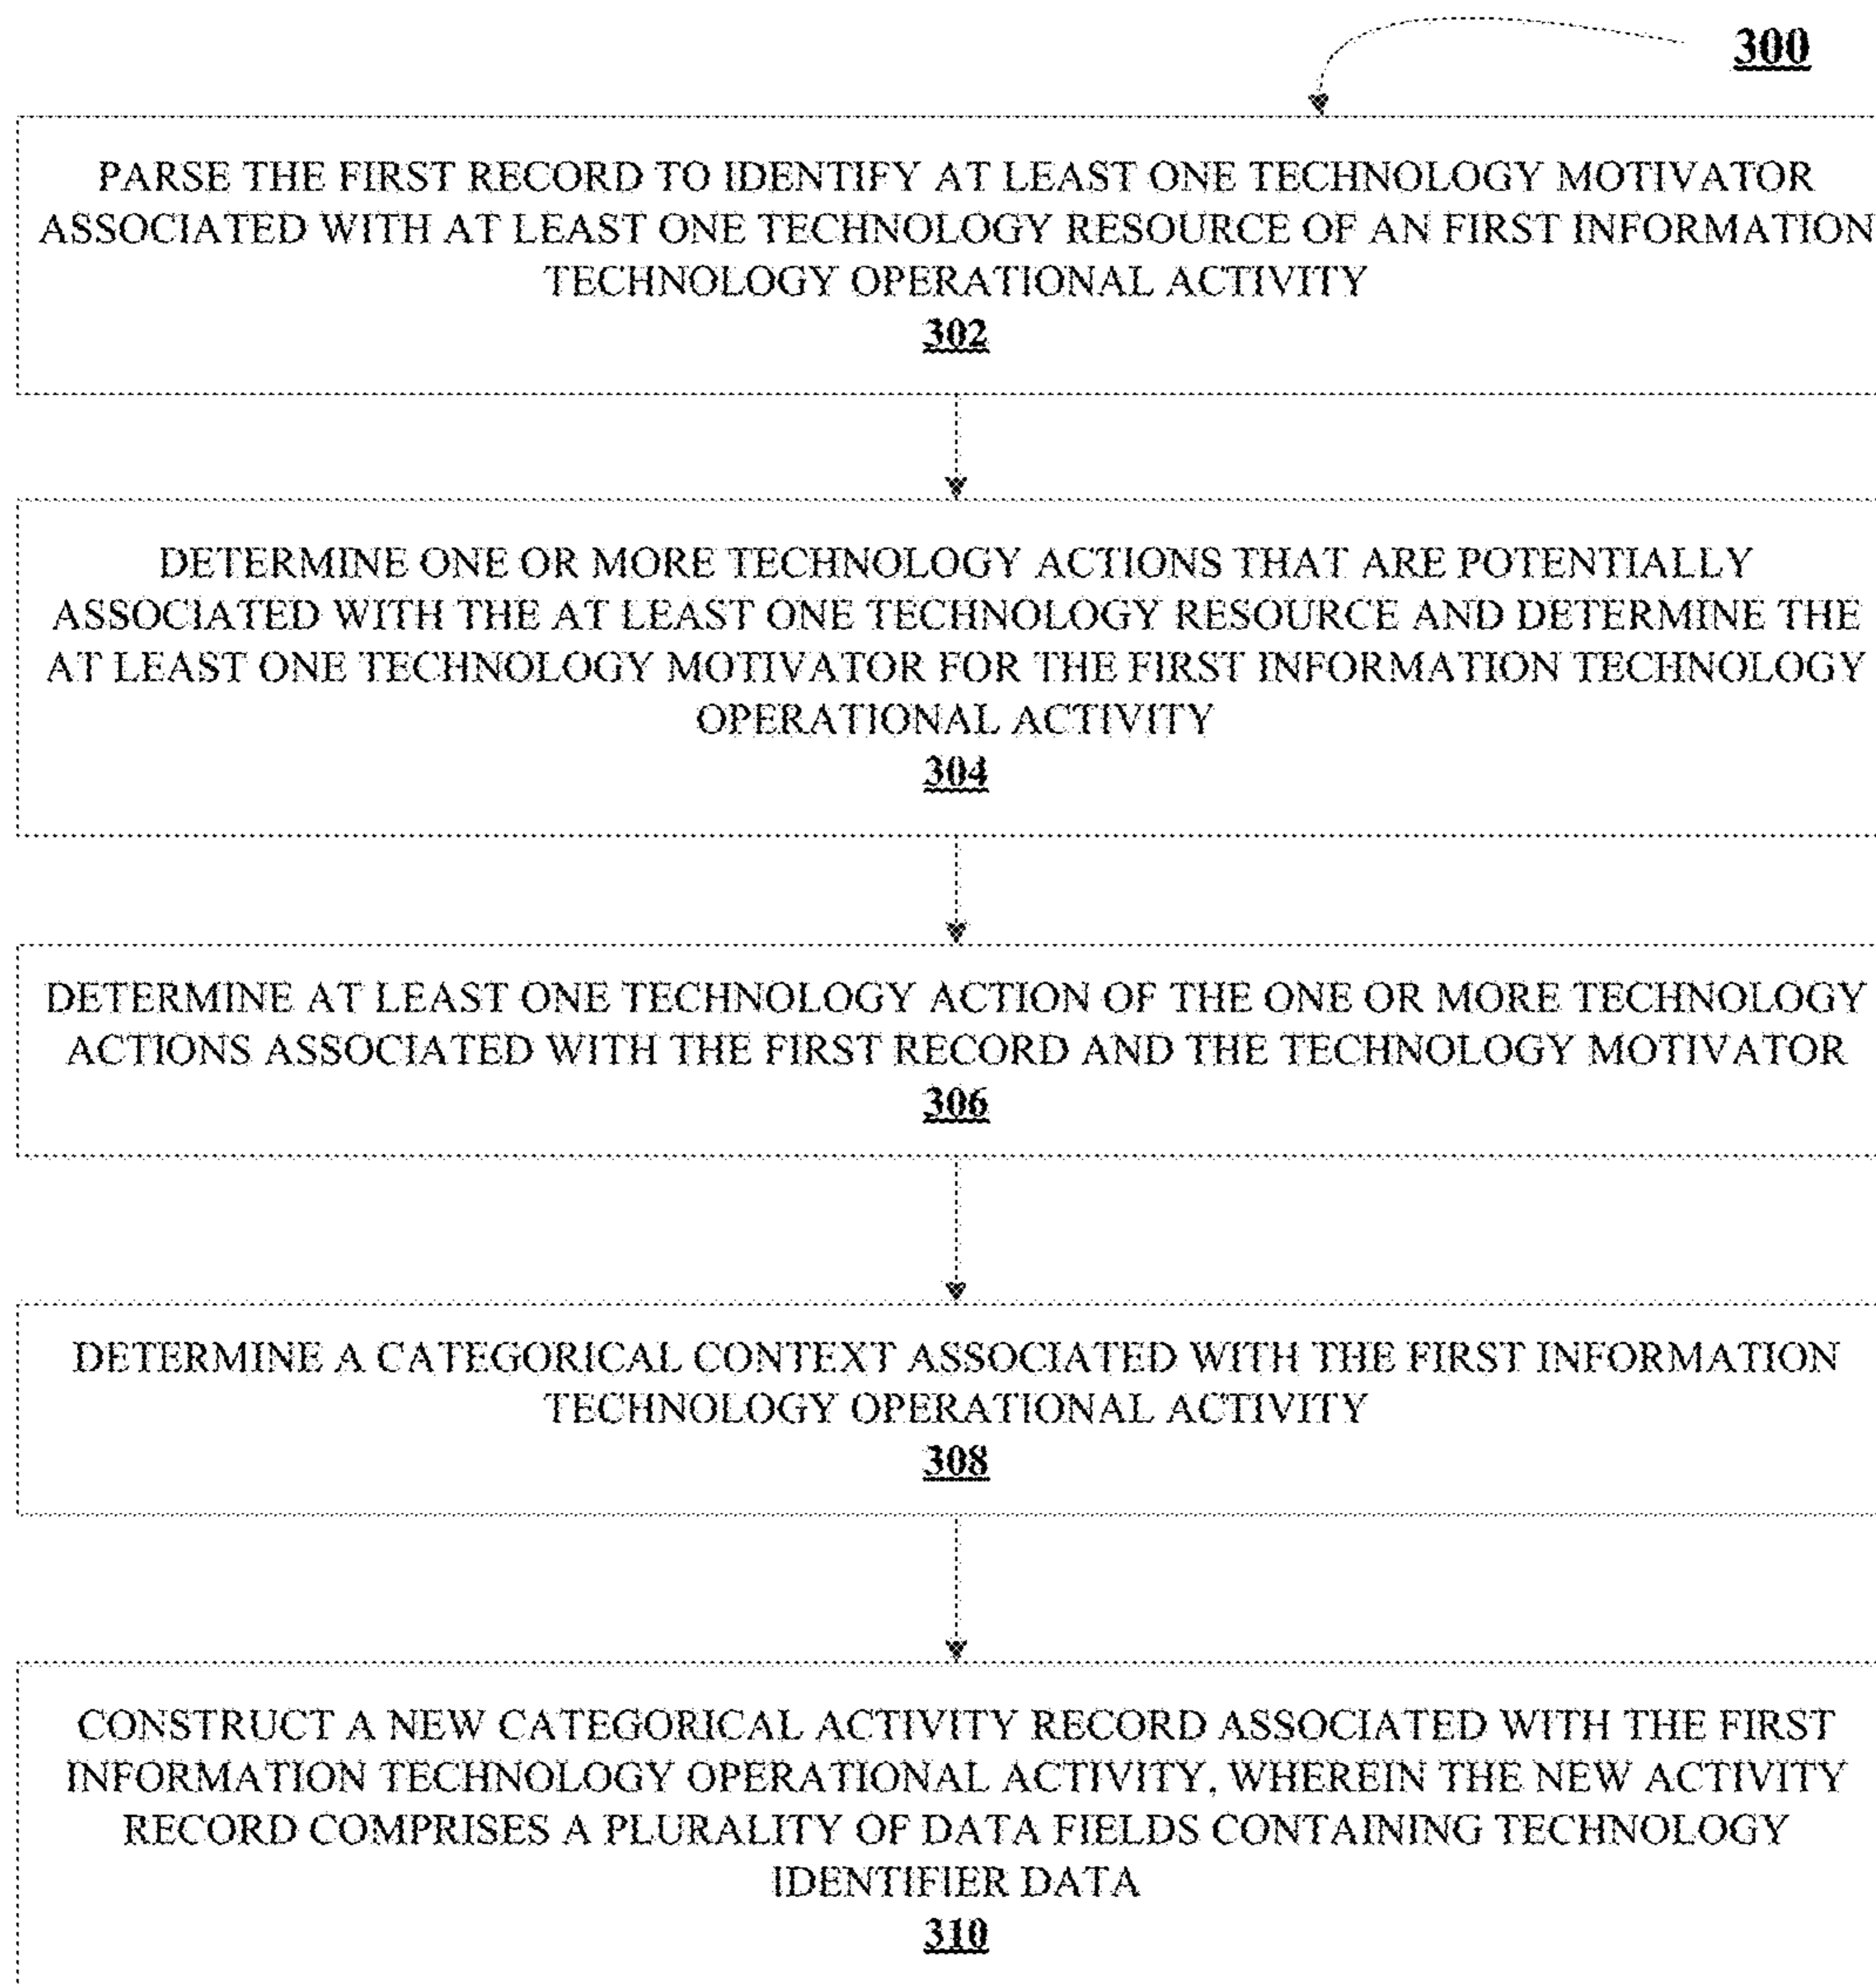 300
PARSE THE FIRST RECORD TO IDENTIFY AT LEAST ONE TECHNOLOGY MOTIVATOR
ASSOCIATED WITH AT LEAST ONE TECHNOLOGY RESOURCE OF AN FIRST INFORMATION
TECHNOLOGY OPERATIONAL ACTIVITY
302
DETERMINE ONE OR MORE TECHNOLOGY ACTIONS THAT ARE POTENTIALLY
ASSOCIATED WITH THE AT LEAST ONE TECHNOLOGY RESOURCE AND DETERMINE THE
AT LEAST ONE TECHNOLOGY MOTIVATOR FOR THE FIRST INFORMATION TECHNOLOGY
OPERATIONAL ACTIVITY
304
DETERMINE AT LEAST ONE TECHNOLOGY ACTION OF THE ONE OR MORE TECHNOLOGY
ACTIONS ASSOCIATED WITH THE FIRST RECORD AND THE TECHNOLOGY MOTIVATOR
306
DETERMINE A CATEGORICAL CONTEXT ASSOCIATED WITH THE FIRST INFORMATION
TECHNOLOGY OPERATIONAL ACTIVITY
308
CONSTRUCT A NEW CATEGORICAL ACTIVITY RECORD ASSOCIATED WITH THE FIRST
INFORMATION TECHNOLOGY OPERATIONAL ACTIVITY, WHEREIN THE NEW ACTIVITY
RECORD COMPRISES A PLURALITY OF DATA FIELDS CONTAINING TECHNOLOGY
IDENTIFIER DATA
310